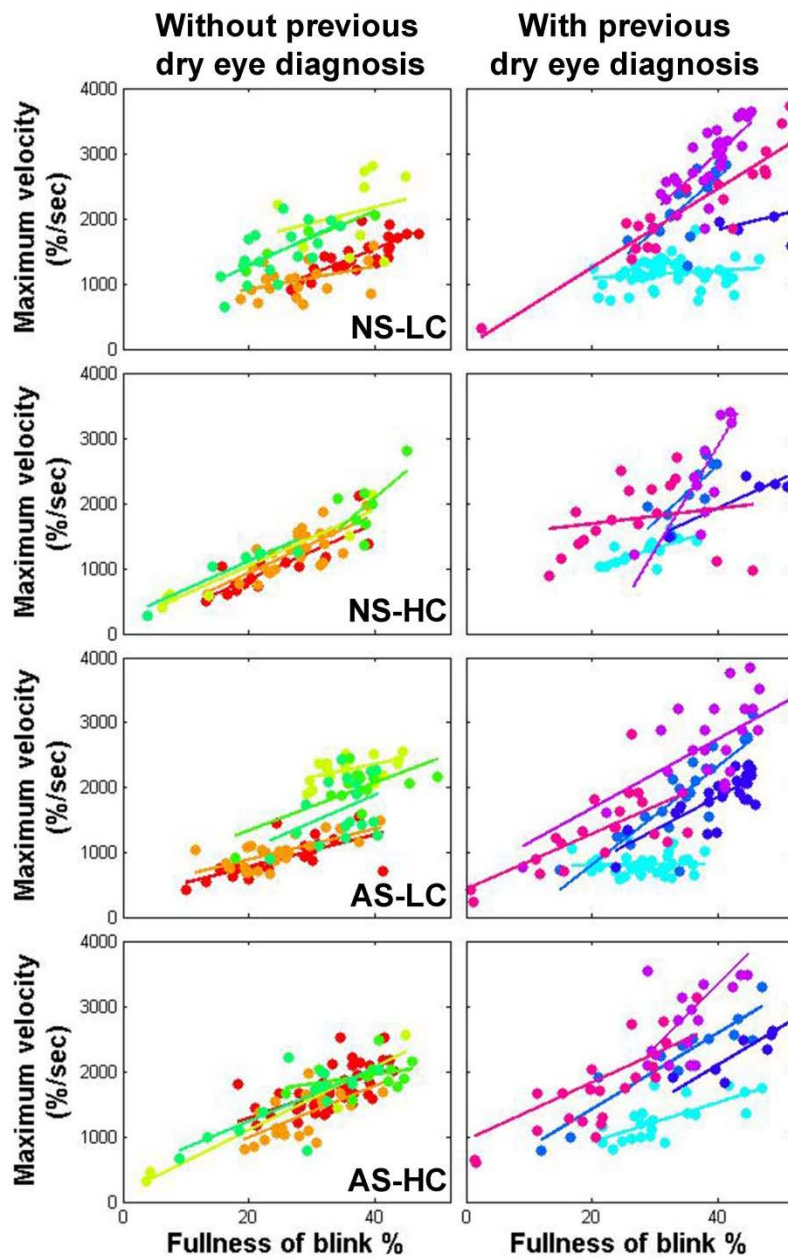 Without previous
dry eye diagnosis
With previous
dry eye diagnosis
Maximum velocity
(%/sec)
4000
3000
2000
1000
0
NS-LC
Maximum velocity
(%/sec)
4000
3000
2000
1000
0
NS-HC
Maximum velocity
(%/sec)
4000
3000
2000
1000
0
AS-LC
Maximum velocity
(%/sec)
4000
3000
2000
1000
0
AS-HC
0 20 40
0 20 40
Fullness of blink %
Fullness of blink %